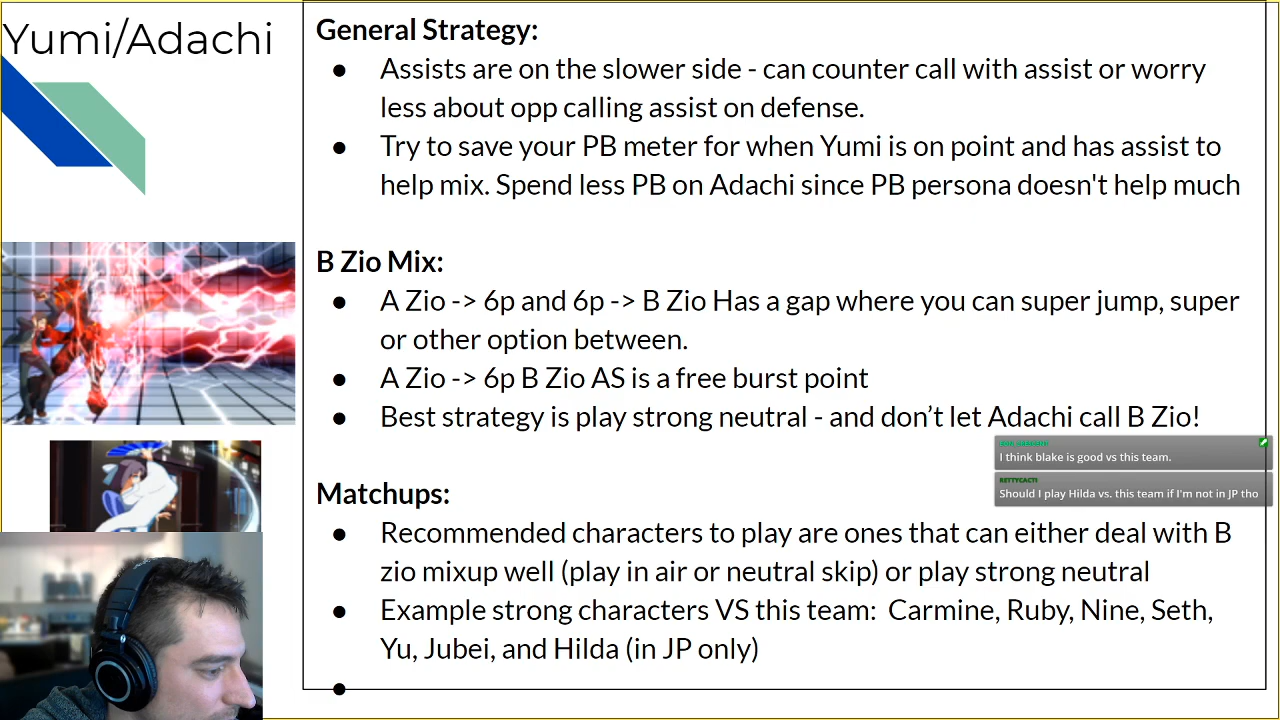 Yumi/Adachi
General Strategy:
● Assists are on the slower side - can counter call with assist or worry
less about opp calling assist on defense.
● Try to save your PB meter for when Yumi is on point and has assist to
help mix. Spend less PB on Adachi since PB persona doesn't help much
B Zio Mix:
● A Zio -> 6p and 6p -> B Zio Has a gap where you can super jump, super
or other option between.
● A Zio -> 6p B Zio AS is a free burst point
● Best strategy is play strong neutral - and don’t let Adachi call B Zio!
I think blake is good vs this team.
RETTYCACTI
Should I play Hilda vs. this team if I'm not in JP tho
Matchups:
● Recommended characters to play are ones that can either deal with B
zio mixup well (play in air or neutral skip) or play strong neutral
● Example strong characters VS this team:  Carmine, Ruby, Nine, Seth,
Yu, Jubei, and Hilda (in JP only)
●